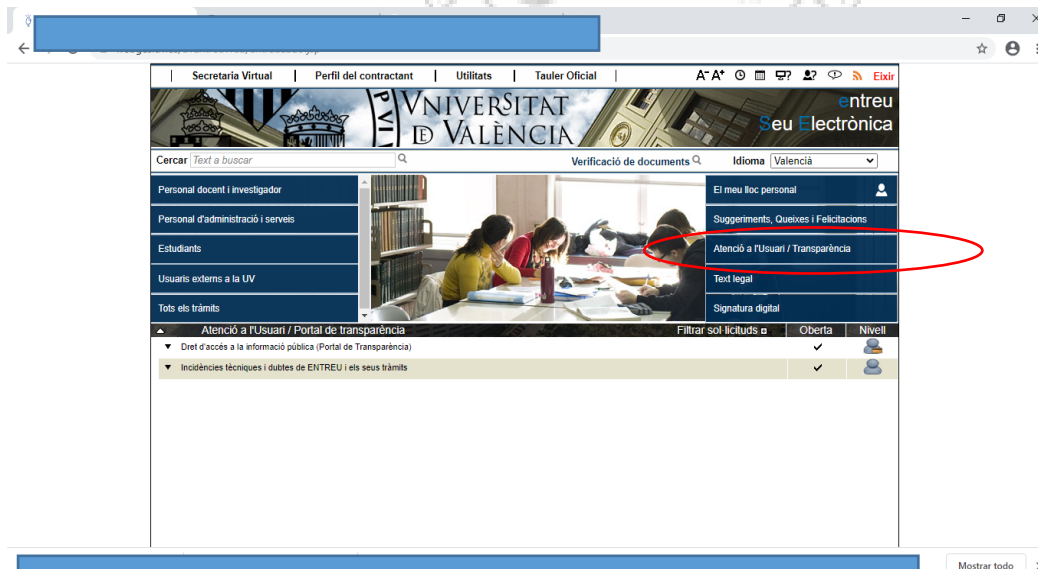 Secretaria Virtual | Perfil del contractant | Utilitats | Tauler Oficial | A- A+ Eixir
VNIVERSITAT
ID VALÈNCIA
entreu
Seu Electrònica
Cercar Text a buscar Verificació de documents Idioma Valencià
Personal docent i investigador
Personal d'administració i serveis
Estudiants
Usuaris externs a la UV
Tots els tràmits
El meu lloc personal
Suggeriments, Queixes i Felicitacions
Atenció a l'Usuari / Transparència
Text legal
Signatura digital
Atenció a l'Usuari / Portal de transparència Filtrar sol·licituds Oberta Nivell
Dret d'accés a la informació pública (Portal de Transparència)
Incidències tècniques i dubtes de ENTREU i els seus tràmits
Mostrar todo